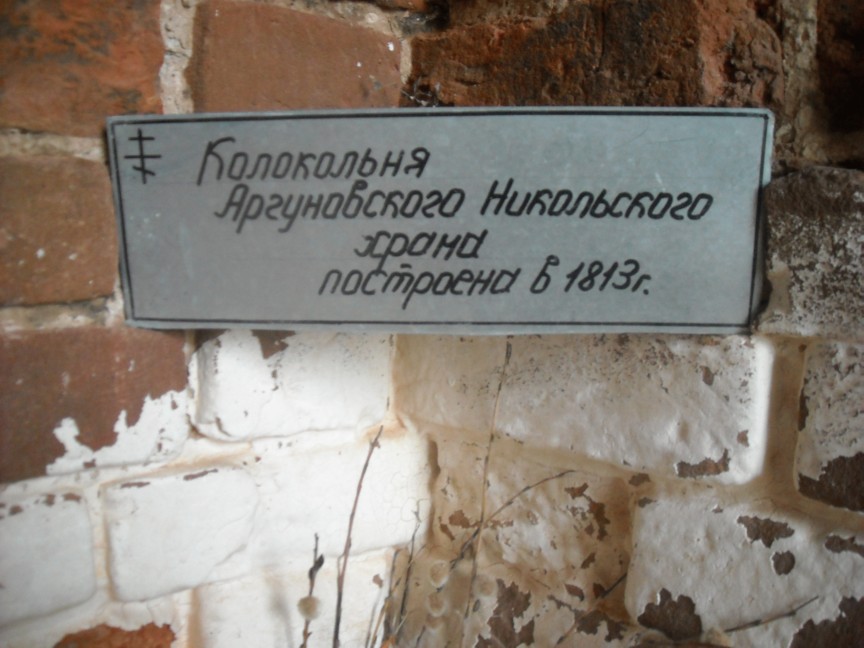 Колокольня
Аргуновского Никольского
храма
построена в 1813г.